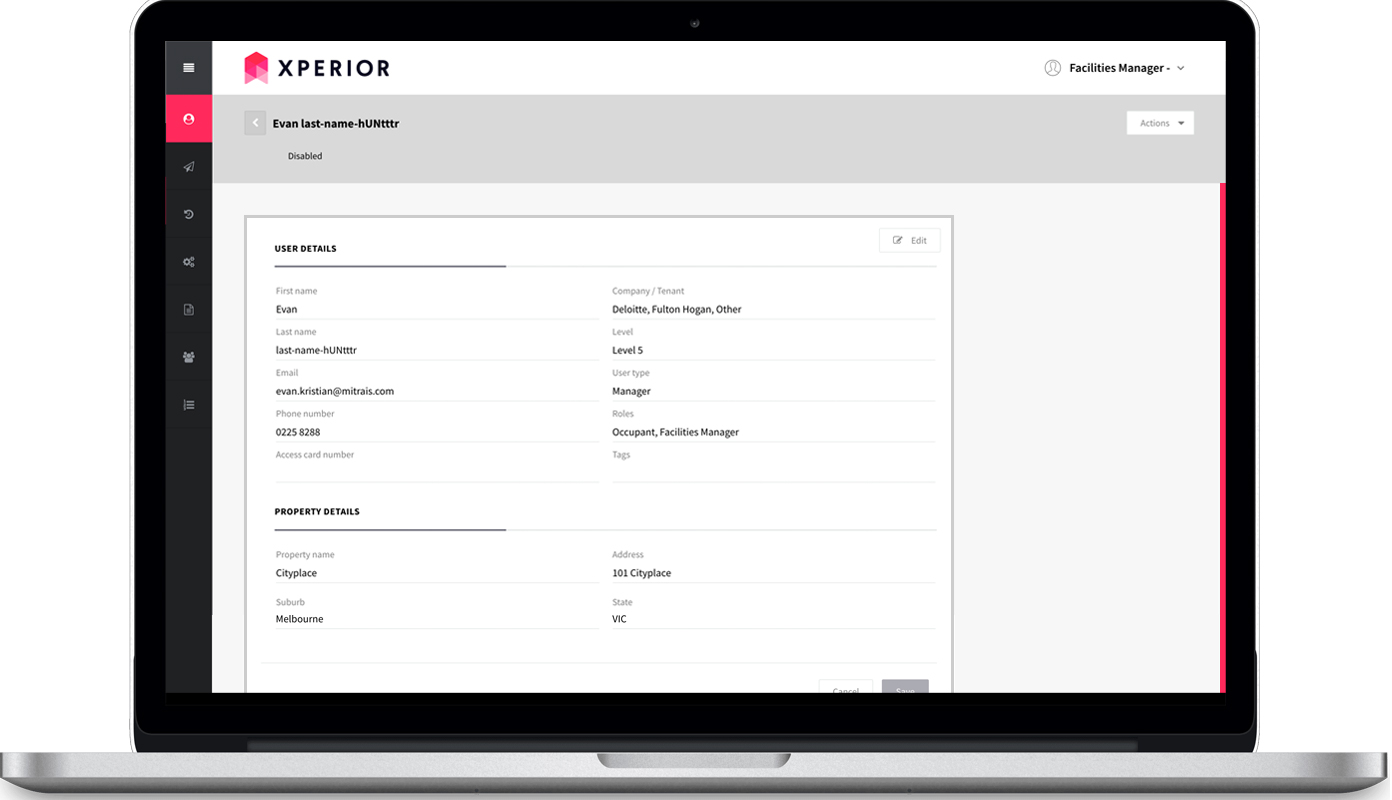 XPERIOR
Facilities Manager -
Evan last-name-hUNtttr
Actions
Disabled
USER DETAILS
Edit
First name
Company / Tenant
Evan
Deloitte, Fulton Hogan, Other
Last name
Level
last-name-hUNtttr
Level 5
Email
User type
evan.kristian@mitrais.com
Manager
Phone number
Roles
0225 8288
Occupant, Facilities Manager
Access card number
Tags
PROPERTY DETAILS
Property name
Address
Cityplace
101 Cityplace
Suburb
State
Melbourne
VIC
Cancel
Save